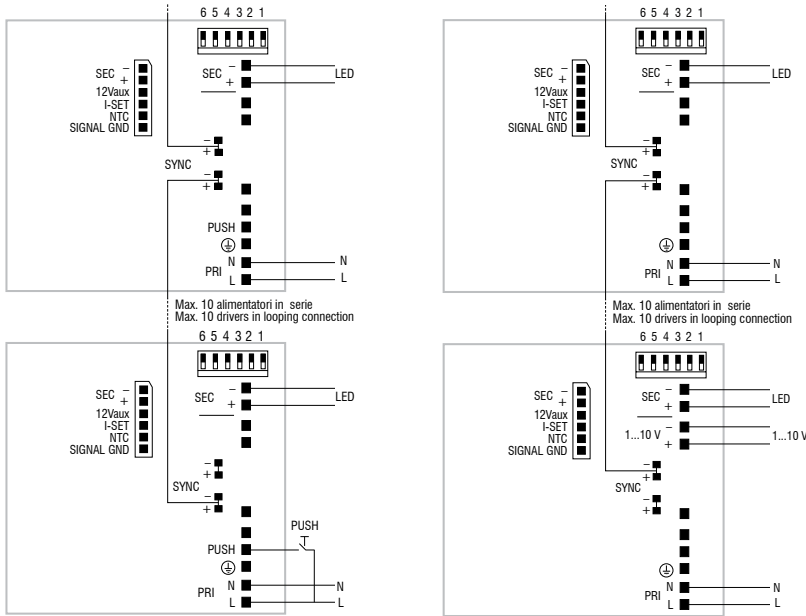 6 5 4 3 2 1
SEC – +
12Vaux
I-SET
NTC
SIGNAL GND
SEC – +
LED
– +
SYNC
– +
PUSH
PRI N L
N
L
Max. 10 alimentatori in serie
Max. 10 drivers in looping connection
6 5 4 3 2 1
SEC – +
12Vaux
I-SET
NTC
SIGNAL GND
SEC – +
LED
– +
SYNC
– +
PUSH
PUSH
PRI N L
N
L
6 5 4 3 2 1
SEC – +
12Vaux
I-SET
NTC
SIGNAL GND
SEC – +
LED
– +
SYNC
– +
PRI N L
N
L
Max. 10 alimentatori in serie
Max. 10 drivers in looping connection
6 5 4 3 2 1
SEC – +
12Vaux
I-SET
NTC
SIGNAL GND
SEC – +
LED
1...10 V – +
1...10 V
– +
SYNC
– +
PRI N L
N
L